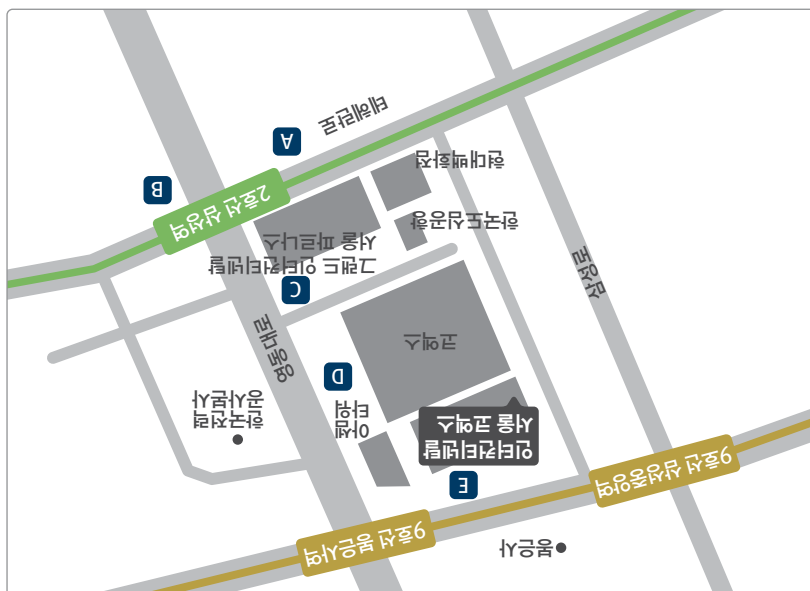 봉은사
9호선 봉은사역
9호선 삼성중앙역
E
인터컨티넨탈
서울 코엑스
아셈
타워
한국전력
공사본사
D
코엑스
영동대로
C
삼성로
그랜드 인터컨티넨탈
서울 파르나스
한국도심공항
2호선 삼성역
B
현대백화점
A
테헤란로